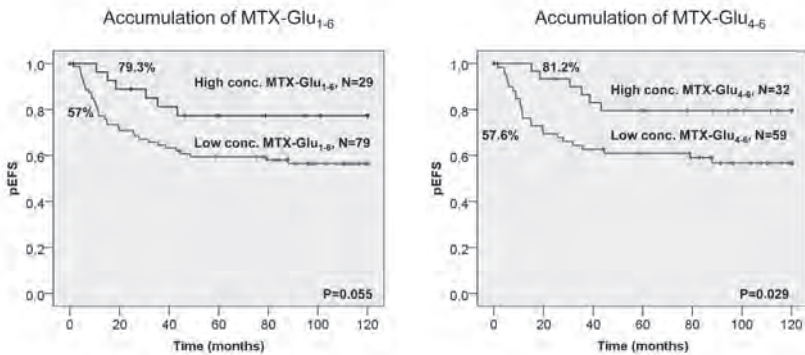 Accumulation of MTX-Glu1-6
1,0
0,8
0,6
0,4
0,2
0,0
pEFS
79.3%
High conc. MTX-Glu1-6, N=29
57%
Low conc. MTX-Glu1-6, N=79
P=0.055
0 20 40 60 80 100 120
Time (months)
Accumulation of MTX-Glu4-6
1,0
0,8
0,6
0,4
0,2
0,0
pEFS
81.2%
High conc. MTX-Glu4-6, N=32
57.6%
Low conc. MTX-Glu4-6, N=59
P=0.029
0 20 40 60 80 100 120
Time (months)